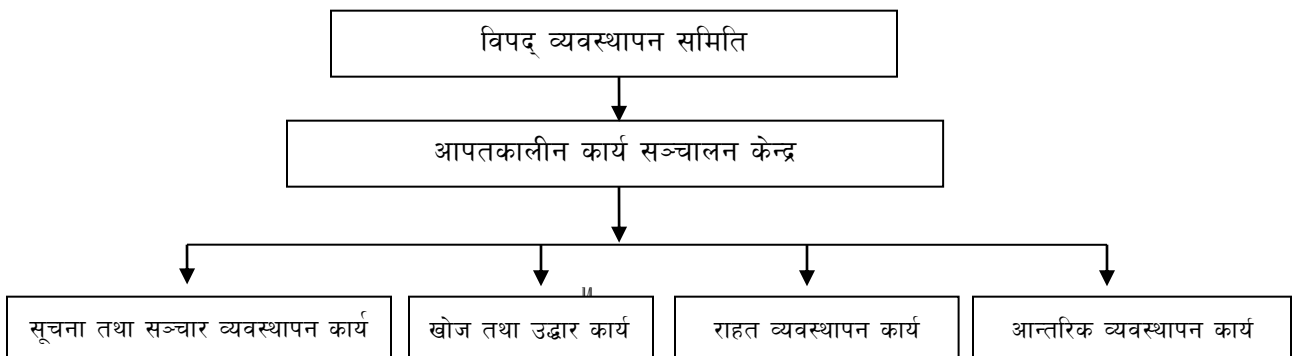 विपद् व्यवस्थापन समिति
आपतकालीन कार्य सञ्चालन केन्द्र
सूचना तथा सञ्चार व्यवस्थापन कार्य
खोज तथा उद्धार कार्य
राहत व्यवस्थापन कार्य
आन्तरिक व्यवस्थापन कार्य